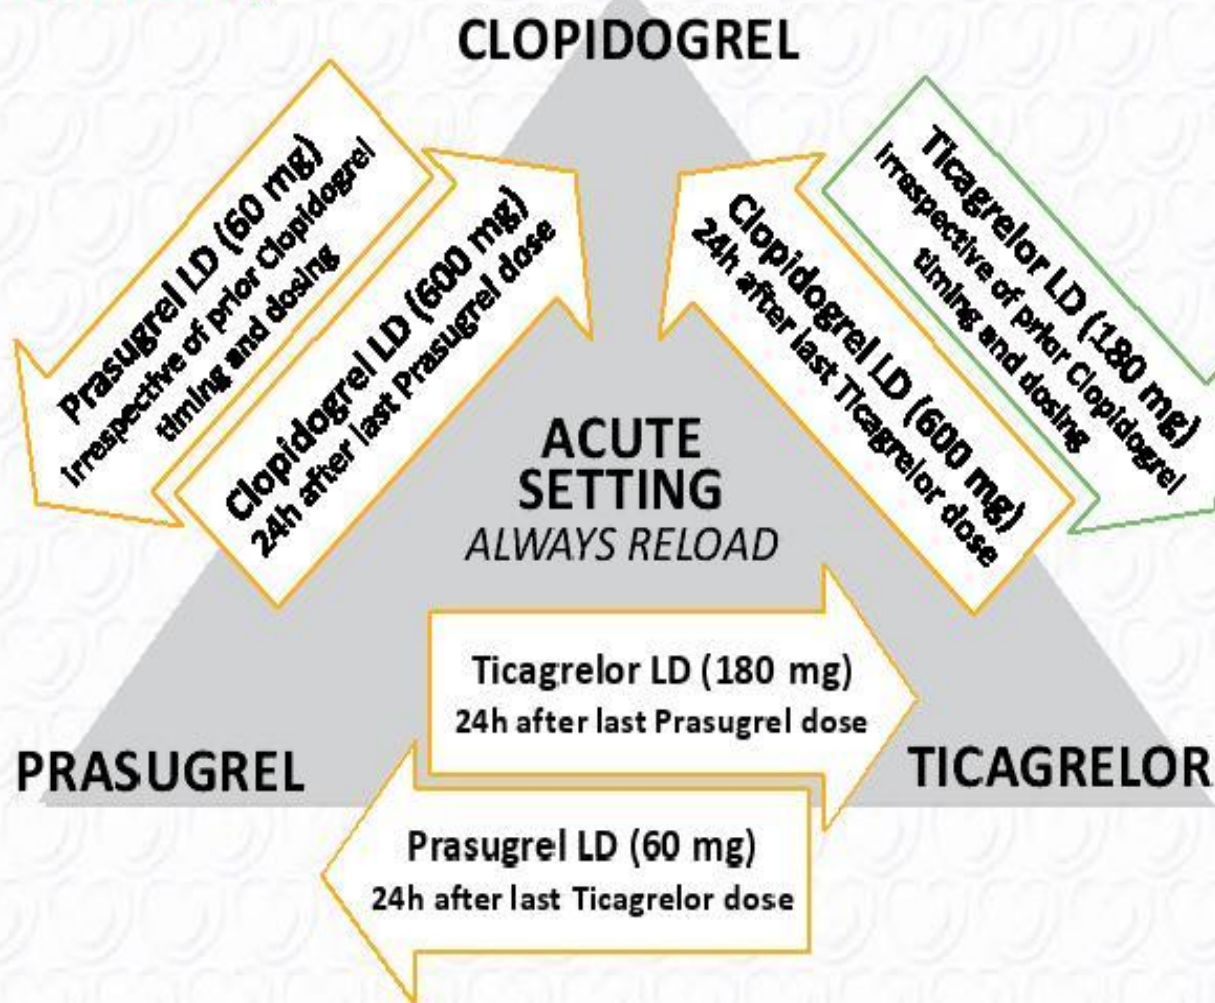 CLOPIDOGREL
Prasugrel LD (60 mg)
irrespective of prior Clopidogrel
timing and dosing
Clopidogrel LD (600 mg)
24h after last Prasugrel dose
Clopidogrel LD (600 mg)
24h after last Ticagrelor dose
Ticagrelor LD (180 mg)
irrespective of prior Clopidogrel
timing and dosing
ACUTE
SETTING
ALWAYS RELOAD
Ticagrelor LD (180 mg)
24h after last Prasugrel dose
PRASUGREL
TICAGRELOR
Prasugrel LD (60 mg)
24h after last Ticagrelor dose